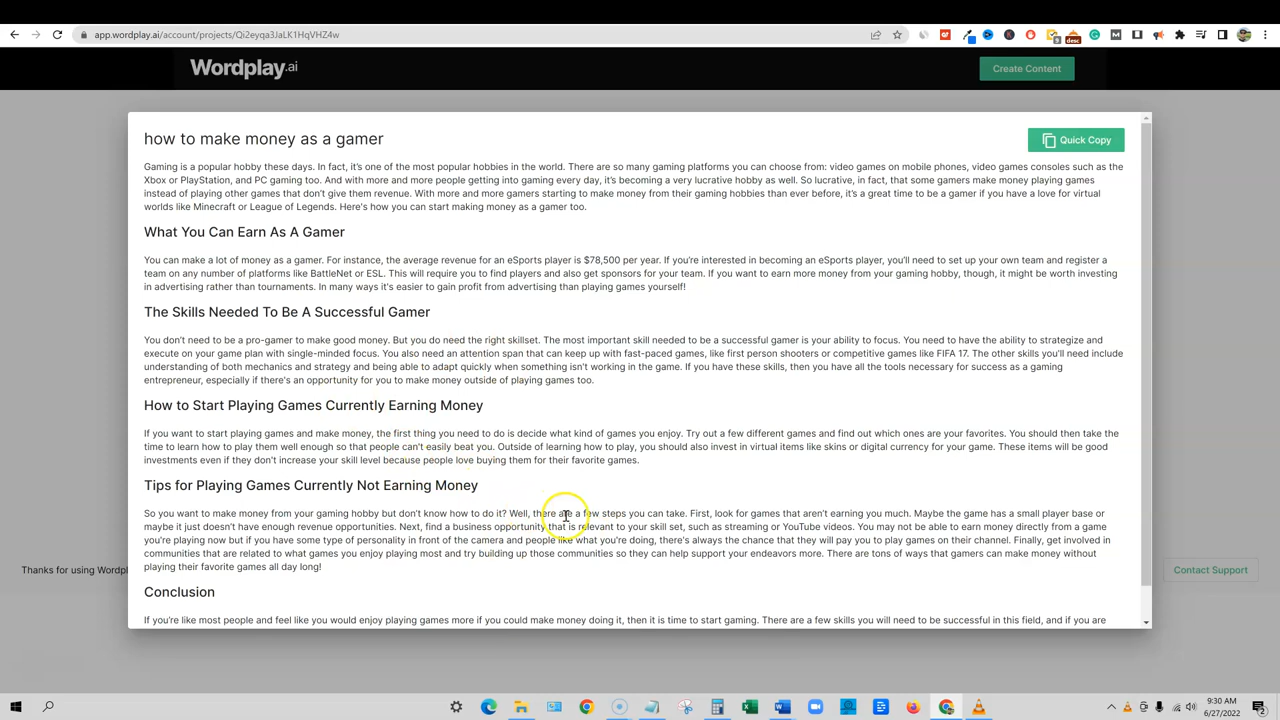 app.wordplay.ai/account/projects/Qi2eyqa3JaLK1HqVHZ4w
desc
Wordplay.ai
Create Content
how to make money as a gamer
Quick Copy
Gaming is a popular hobby these days. In fact, it's one of the most popular hobbies in the world. There are so many gaming platforms you can choose from: video games on mobile phones, video games consoles such as the
Xbox or PlayStation, and PC gaming too. And with more and more people getting into gaming every day, it's becoming a very lucrative hobby as well. So lucrative, in fact, that some gamers make money playing games
instead of playing other games that don't give them revenue. With more and more gamers starting to make money from their gaming hobbies than ever before, it's a great time to be a gamer if you have a love for virtual
worlds like Minecraft or League of Legends. Here's how you can start making money as a gamer too.
What You Can Earn As A Gamer
You can make a lot of money as a gamer. For instance, the average revenue for an eSports player is $78,500 per year. If you're interested in becoming an eSports player, you'll need to set up your own team and register a
team on any number of platforms like BattleNet or ESL. This will require you to find players and also get sponsors for your team. If you want to earn more money from your gaming hobby, though, it might be worth investing
in advertising rather than tournaments. In many ways it's easier to gain profit from advertising than playing games yourself!
The Skills Needed To Be A Successful Gamer
You don't need to be a pro-gamer to make good money. But you do need the right skillset. The most important skill needed to be a successful gamer is your ability to focus. You need to have the ability to strategize and
execute on your game plan with single-minded focus. You also need an attention span that can keep up with fast-paced games, like first person shooters or competitive games like FIFA 17. The other skills you'll need include
understanding of both mechanics and strategy and being able to adapt quickly when something isn't working in the game. If you have these skills, then you have all the tools necessary for success as a gaming
entrepreneur, especially if there's an opportunity for you to make money outside of playing games too.
How to Start Playing Games Currently Earning Money
If you want to start playing games and make money, the first thing you need to do is decide what kind of games you enjoy. Try out a few different games and find out which ones are your favorites. You should then take the
time to learn how to play them well enough so that people can't easily beat you. Outside of learning how to play, you should also invest in virtual items like skins or digital currency for your game. These items will be good
investments even if they don't increase your skill level because people love buying them for their favorite games.
Tips for Playing Games Currently Not Earning Money
So you want to make money from your gaming hobby but don't know how to do it? Well, there are a few steps you can take. First, look for games that aren't earning you much. Maybe the game has a small player base or
maybe it just doesn't have enough revenue opportunities. Next, find a business opportunity that is relevant to your skill set, such as streaming or YouTube videos. You may not be able to earn money directly from a game
you're playing now but if you have some type of personality in front of the camera and people like what you're doing, there's always the chance that they will pay you to play games on their channel. Finally, get involved in
communities that are related to what games you enjoy playing most and try building up those communities so they can help support your endeavors more. There are tons of ways that gamers can make money without
playing their favorite games all day long!
Thanks for using Wordpl
Contact Support
Conclusion
If you're like most people and feel like you would enjoy playing games more if you could make money doing it, then it is time to start gaming. There are a few skills you will need to be successful in this field, and if you are
9:30 AM
6/27/2022